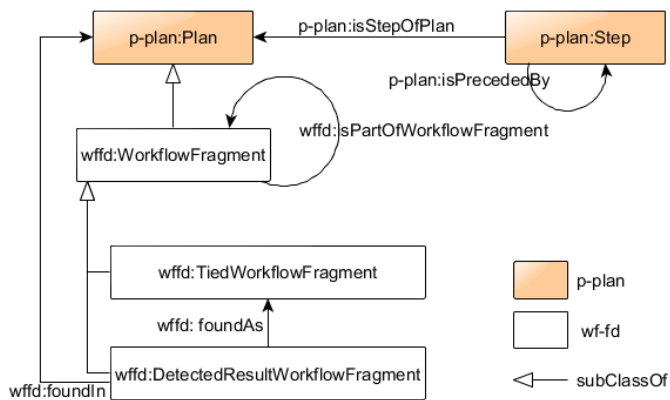 p-plan:Plan
p-plan:isStepOfPlan
p-plan:Step
p-plan:isPrecededBy
wffd:isPartOfWorkflowFragment
wffd:WorkflowFragment
wffd:TiedWorkflowFragment
p-plan
wffd: foundAs
wf-fd
wffd:DetectedResultWorkflowFragment
subClassOf
wffd:foundIn